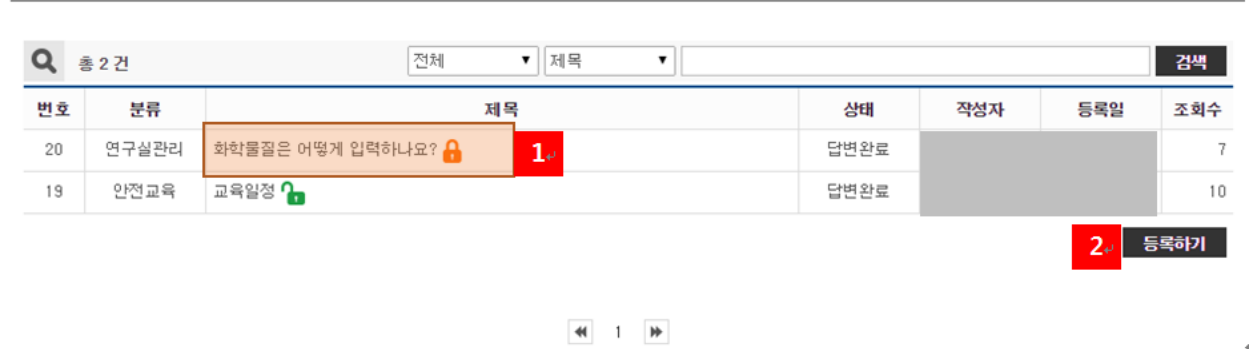 총 2 건 전체 제목 검색
번호 분류 제목 상태 작성자 등록일 조회수
20 연구실관리 화학물질은 어떻게 입력하나요? 1 답변완료 7
19 안전교육 교육일정 답변완료 10
2 등록하기
1